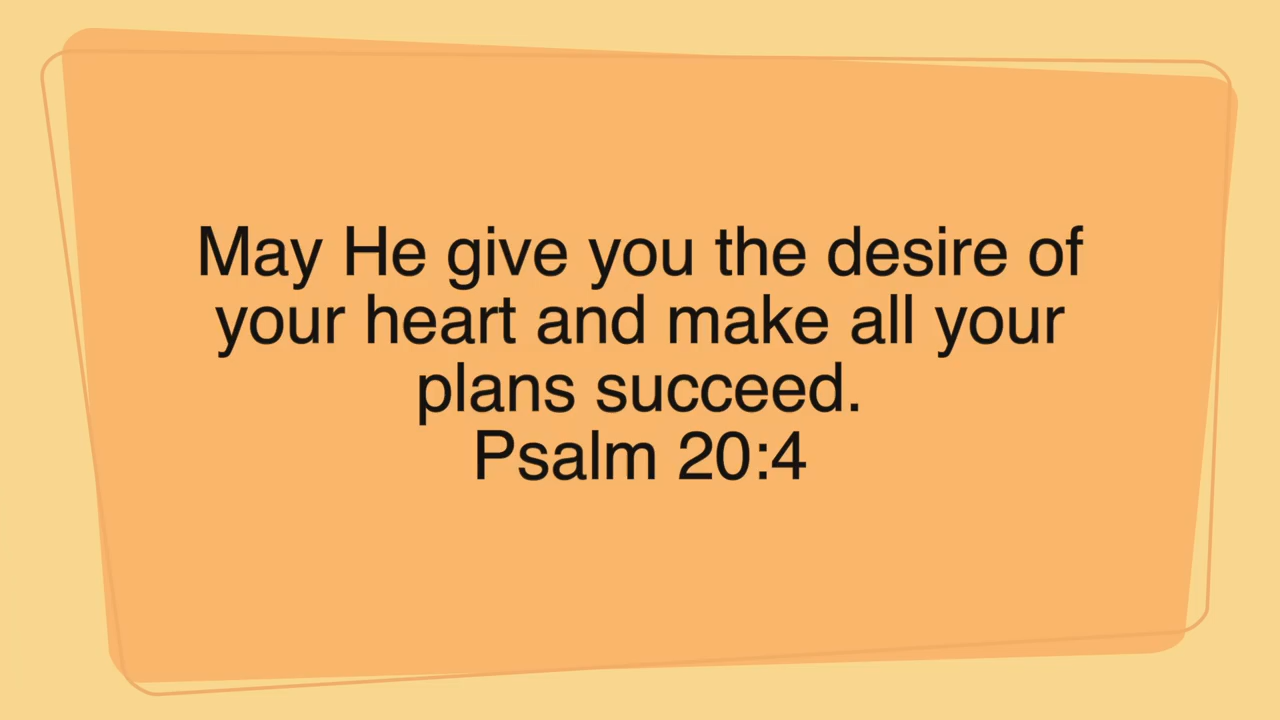 May He give you the desire of
your heart and make all your
plans succeed.
Psalm 20:4